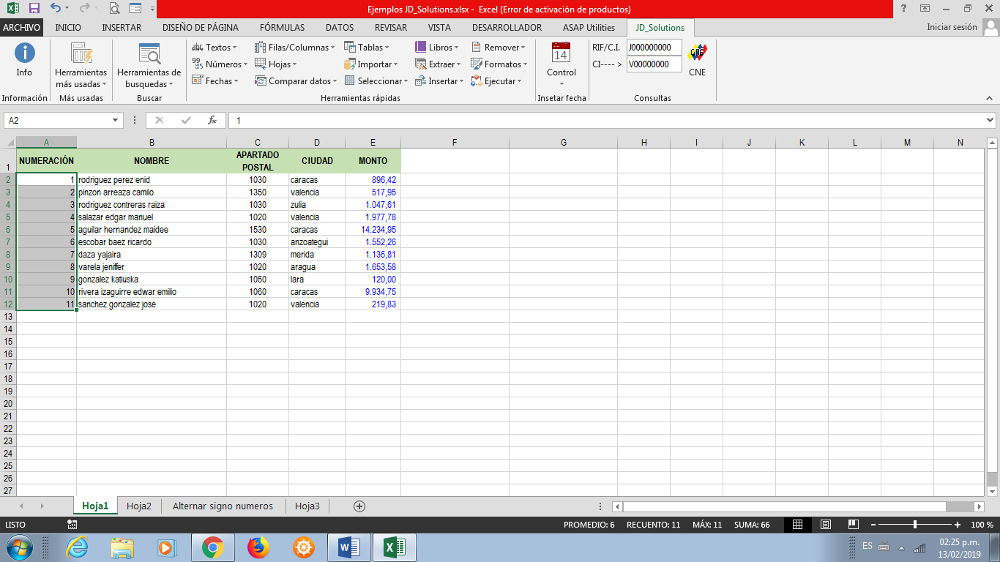 Ejemplos JD_Solutions.xlsx - Excel (Error de activación de productos)
?
ARCHIVO INICIO INSERTAR DISEÑO DE PÁGINA FÓRMULAS DATOS REVISAR VISTA DESARROLLADOR ASAP Utilities JD_Solutions Iniciar sesión
Info
Información
Herramientas
más usadas
Más usadas
Herramientas de
busquedas
Buscar
Textos Filas/Columnas Tablas Libros Remover
Números Hojas Importar Extraer Formatos
Fechas Comparar datos Seleccionar Insertar Ejecutar
Herramientas rápidas
14
Control
Insetar fecha
RIF/C.I. J000000000
CI----> V00000000
CNE
Consultas
A2 fx 1
A B C D E F G H I J K L M N
1 NUMERACIÓN NOMBRE APARTADO POSTAL CIUDAD MONTO
2 1 rodriguez perez enid 1030 caracas 896,42
3 2 pinzon arreaza camilo 1350 valencia 517,95
4 3 rodriguez contreras raiza 1030 zulia 1.047,61
5 4 salazar edgar manuel 1020 valencia 1.977,78
6 5 aguilar hernandez maidee 1530 caracas 14.234,95
7 6 escobar baez ricardo 1030 anzoategui 1.552,26
8 7 daza yajaira 1309 merida 1.136,81
9 8 varela jeniffer 1020 aragua 1.653,58
10 9 gonzalez katiuska 1050 lara 120,00
11 10 rivera izaguirre edwar emilio 1060 caracas 9.934,75
12 11 sanchez gonzalez jose 1020 valencia 219,83
13
14
15
16
17
18
19
20
21
22
23
24
25
26
27
Hoja1 Hoja2 Alternar signo numeros Hoja3
LISTO PROMEDIO: 6 RECUENTO: 11 MÁX: 11 SUMA: 66 100 %
ES 02:25 p.m.
13/02/2019